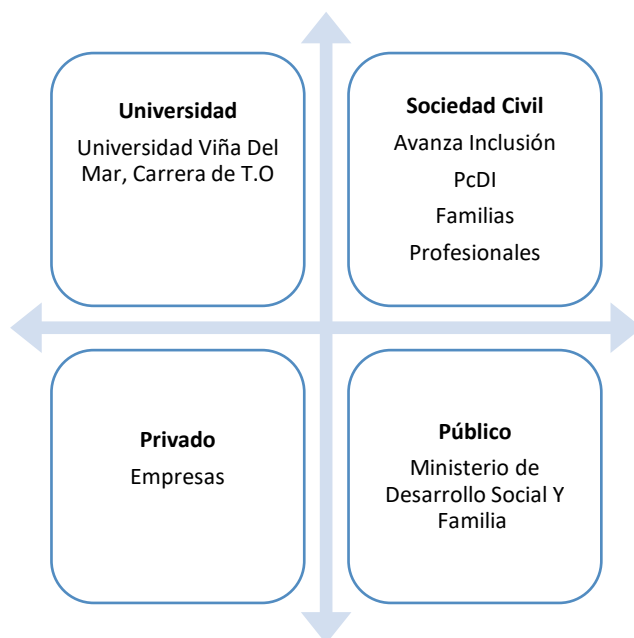 Universidad
Universidad Viña Del
Mar, Carrera de T.O
Sociedad Civil
Avanza Inclusión
PcDI
Familias
Profesionales
Privado
Empresas
Público
Ministerio de
Desarrollo Social Y
Familia